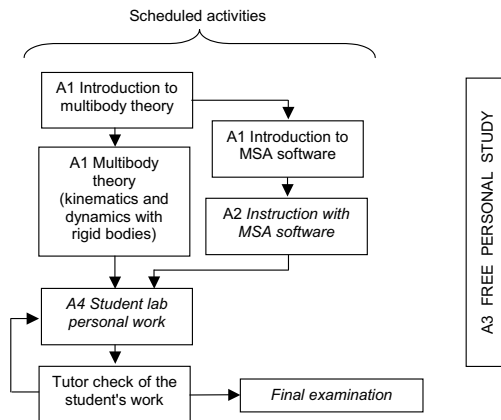 Scheduled activities
A1 Introduction to
multibody theory
A1 Introduction to
MSA software
A1 Multibody
theory
(kinematics and
dynamics with
rigid bodies)
A2 Instruction with
MSA software
A4 Student lab
personal work
Tutor check of the
student's work
Final examination
A3 FREE PERSONAL STUDY